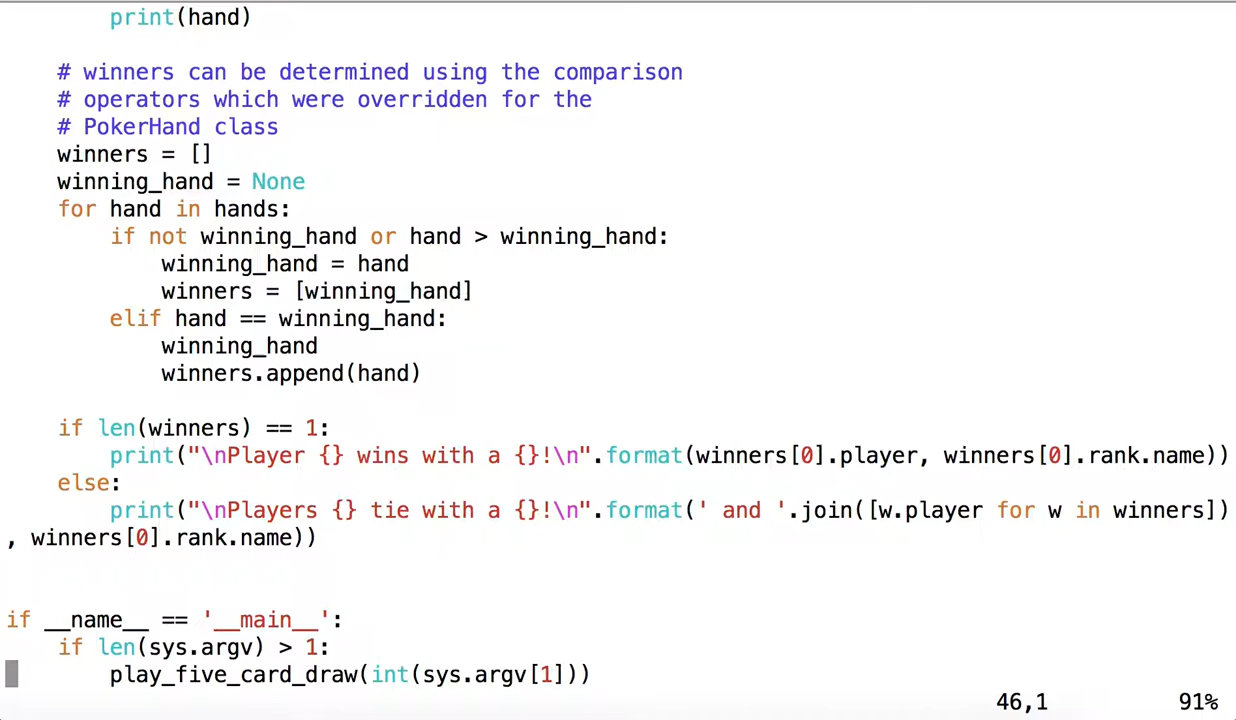 print(hand)

    # winners can be determined using the comparison
    # operators which were overridden for the
    # PokerHand class
    winners = []
    winning_hand = None
    for hand in hands:
        if not winning_hand or hand > winning_hand:
            winning_hand = hand
            winners = [winning_hand]
        elif hand == winning_hand:
            winning_hand
            winners.append(hand)

    if len(winners) == 1:
        print("\nPlayer {} wins with a {}!\n".format(winners[0].player, winners[0].rank.name))
    else:
        print("\nPlayers {} tie with a {}!\n".format(' and '.join([w.player for w in winners])
, winners[0].rank.name))


if __name__ == '__main__':
    if len(sys.argv) > 1:
        play_five_card_draw(int(sys.argv[1]))
46,1 91%